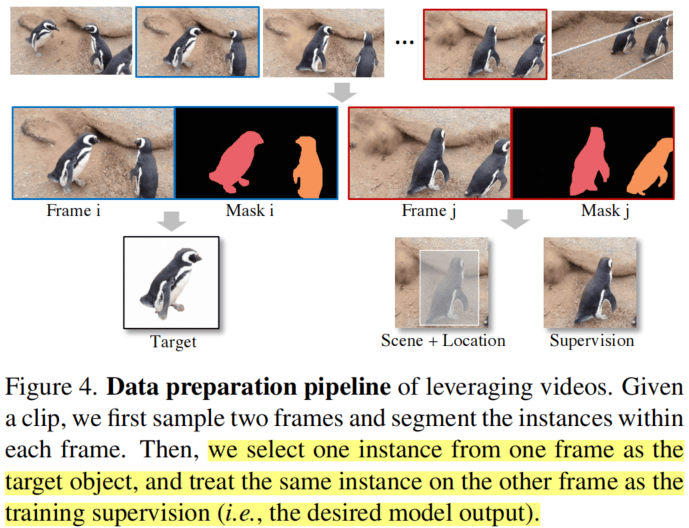 ...
Frame i
Mask i
Frame j
Mask j
Target
Scene + Location
Supervision
Figure 4. Data preparation pipeline of leveraging videos. Given
a clip, we first sample two frames and segment the instances within
each frame. Then, we select one instance from one frame as the
target object, and treat the same instance on the other frame as the
training supervision (i.e., the desired model output).